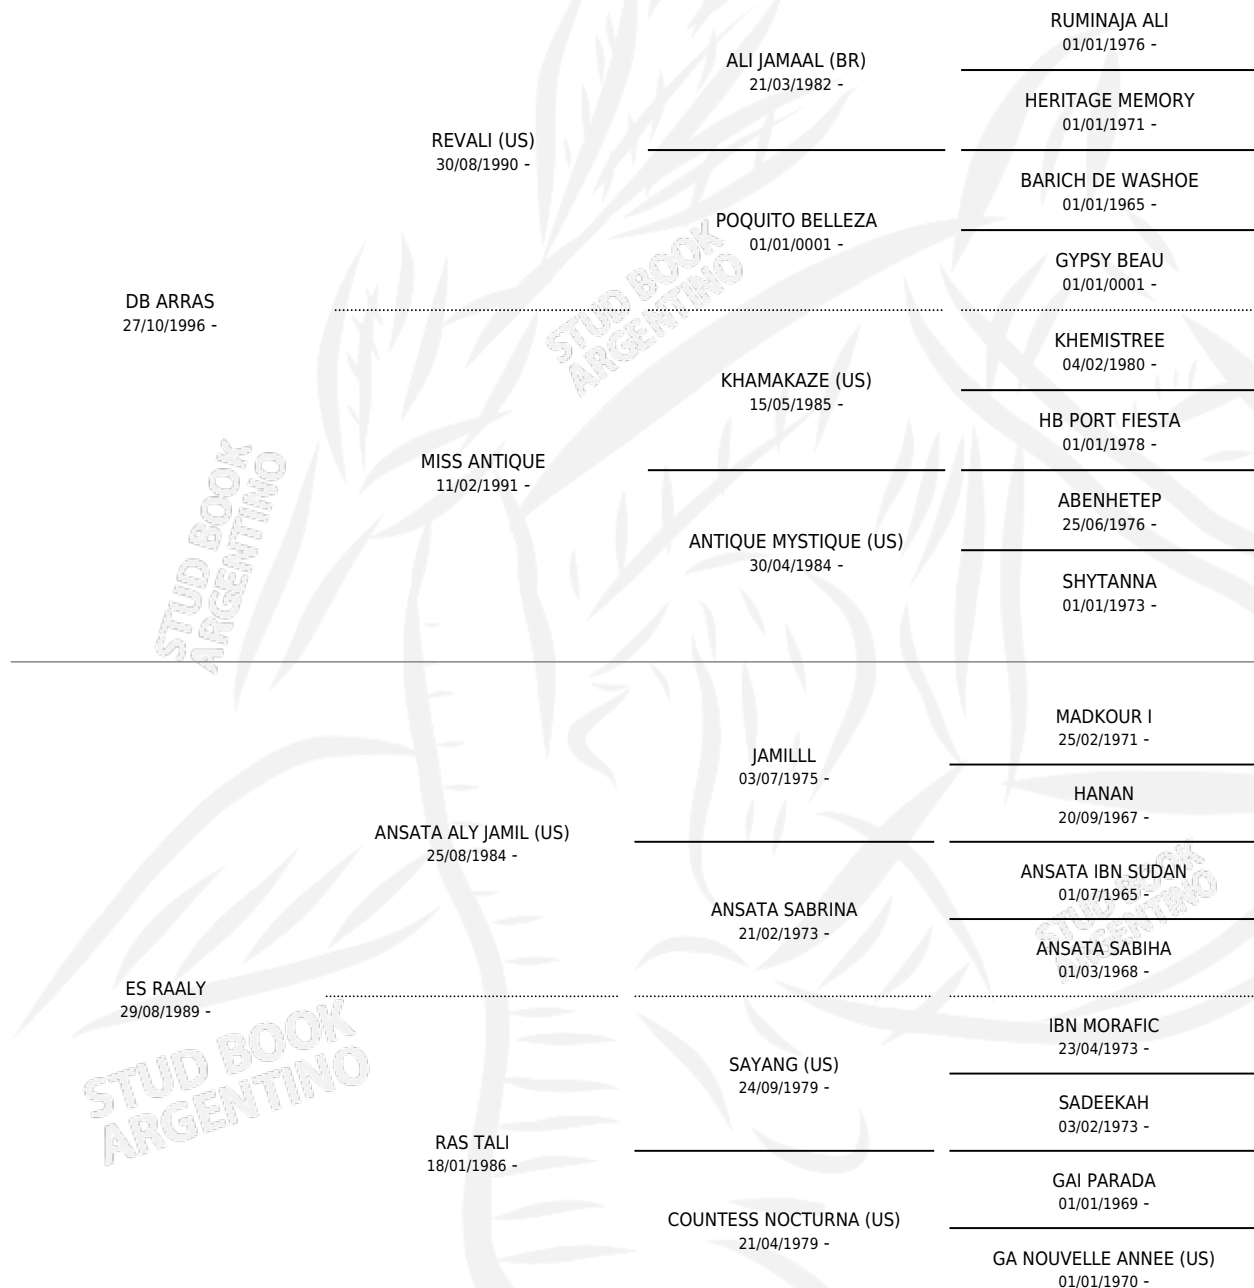 RUMINAJA ALI
01/01/1976 -
ALI JAMAAL (BR)
21/03/1982 -
HERITAGE MEMORY
01/01/1971 -
REVALI (US)
30/08/1990 -
BARICH DE WASHOE
01/01/1965 -
POQUITO BELLEZA
01/01/0001 -
GYPSY BEAU
01/01/0001 -
DB ARRAS
27/10/1996 -
STUD BOOK
ARGENTINO
KHEMISTREE
04/02/1980 -
KHAMAKAZE (US)
15/05/1985 -
HB PORT FIESTA
01/01/1978 -
MISS ANTIQUE
11/02/1991 -
STUD BOOK
ARGENTINO
ABENHETEP
25/06/1976 -
ANTIQUE MYSTIQUE (US)
30/04/1984 -
SHYTANNA
01/01/1973 -
MADKOUR I
25/02/1971 -
JAMILLL
03/07/1975 -
HANAN
20/09/1967 -
ANSATA ALY JAMIL (US)
25/08/1984 -
ANSATA IBN SUDAN
01/07/1965 -
STUD BOOK
ARGENTINO
ANSATA SABRINA
21/02/1973 -
ANSATA SABIHA
01/03/1968 -
ES RAALY
29/08/1989 -
IBN MORAFIC
23/04/1973 -
STUD BOOK
ARGENTINO
SAYANG (US)
24/09/1979 -
SADEEKAH
03/02/1973 -
RAS TALI
18/01/1986 -
GAI PARADA
01/01/1969 -
COUNTESS NOCTURNA (US)
21/04/1979 -
GA NOUVELLE ANNEE (US)
01/01/1970 -